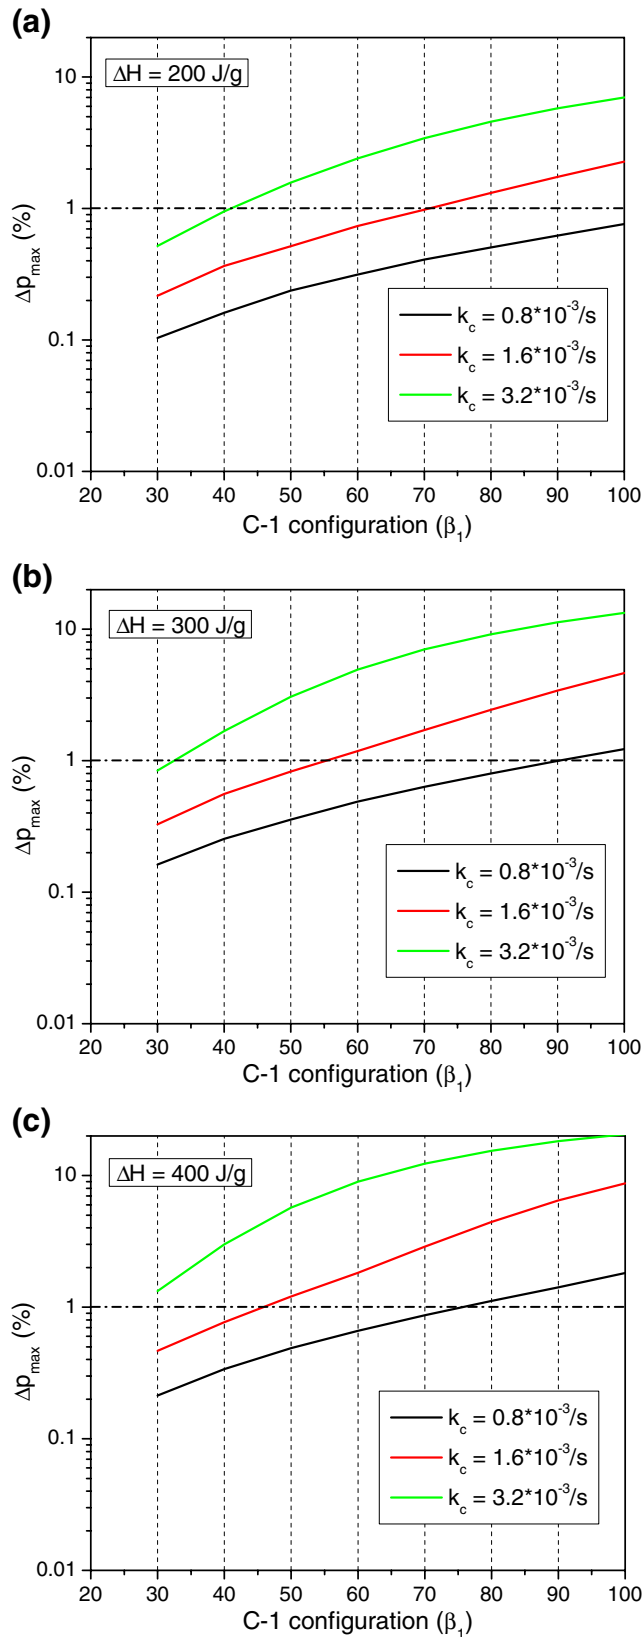 (a)
ΔH = 200 J/g
10
1
0.1
0.01
Δp_max (%)
k_c = 0.8*10^-3/s
k_c = 1.6*10^-3/s
k_c = 3.2*10^-3/s
20 30 40 50 60 70 80 90 100
C-1 configuration (β_1)
(b)
ΔH = 300 J/g
10
1
0.1
0.01
Δp_max (%)
k_c = 0.8*10^-3/s
k_c = 1.6*10^-3/s
k_c = 3.2*10^-3/s
20 30 40 50 60 70 80 90 100
C-1 configuration (β_1)
(c)
ΔH = 400 J/g
10
1
0.1
0.01
Δp_max (%)
k_c = 0.8*10^-3/s
k_c = 1.6*10^-3/s
k_c = 3.2*10^-3/s
20 30 40 50 60 70 80 90 100
C-1 configuration (β_1)